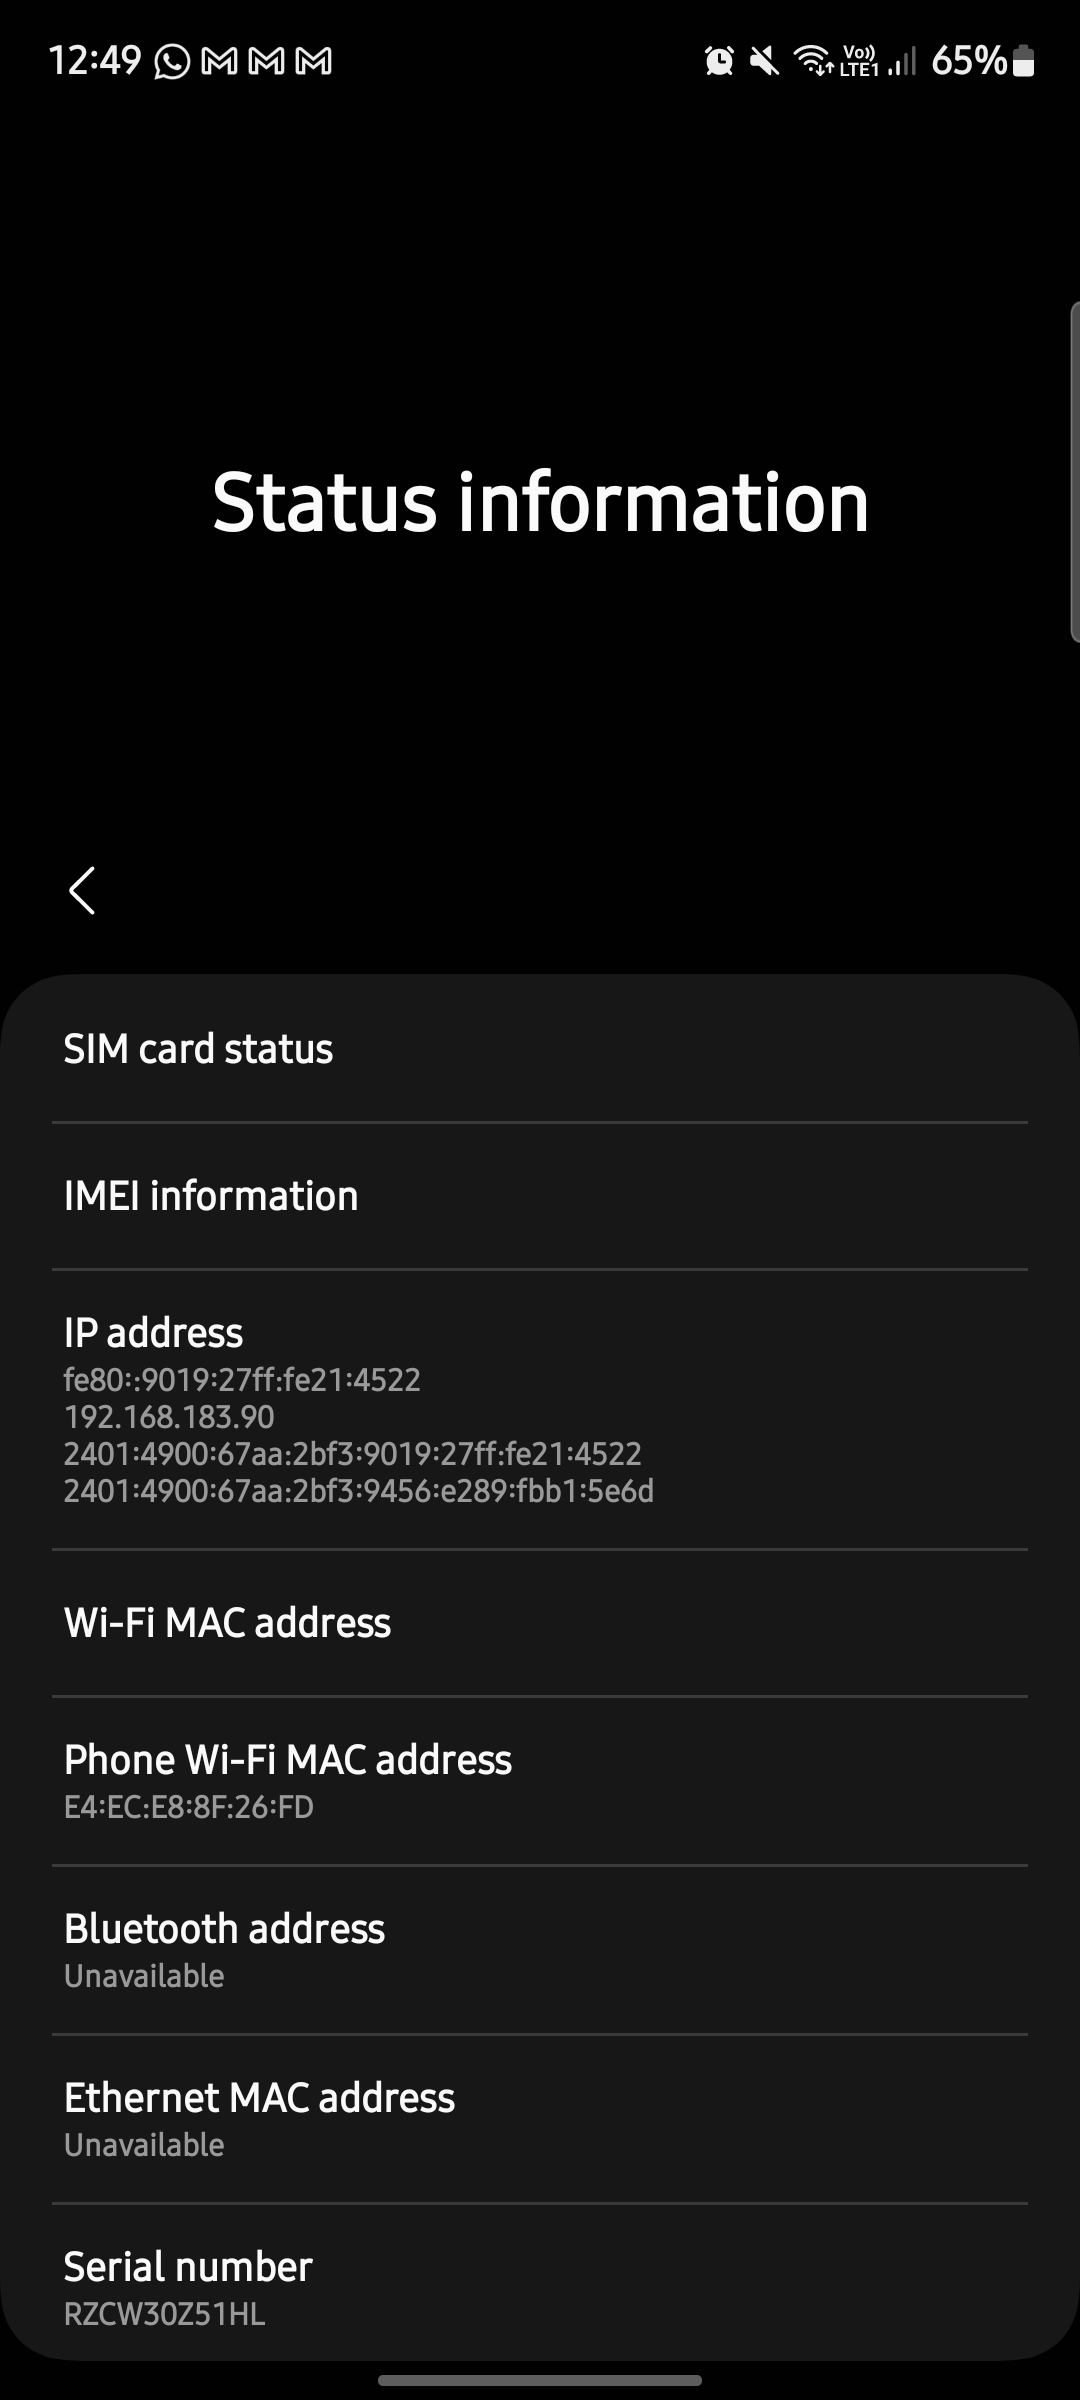 12:49 65%
Vo))
LTE1
Status information
SIM card status
IMEI information
IP address
fe80::9019:27ff:fe21:4522
192.168.183.90
2401:4900:67aa:2bf3:9019:27ff:fe21:4522
2401:4900:67aa:2bf3:9456:e289:fbb1:5e6d
Wi-Fi MAC address
Phone Wi-Fi MAC address
E4:EC:E8:8F:26:FD
Bluetooth address
Unavailable
Ethernet MAC address
Unavailable
Serial number
RZCW30Z51HL